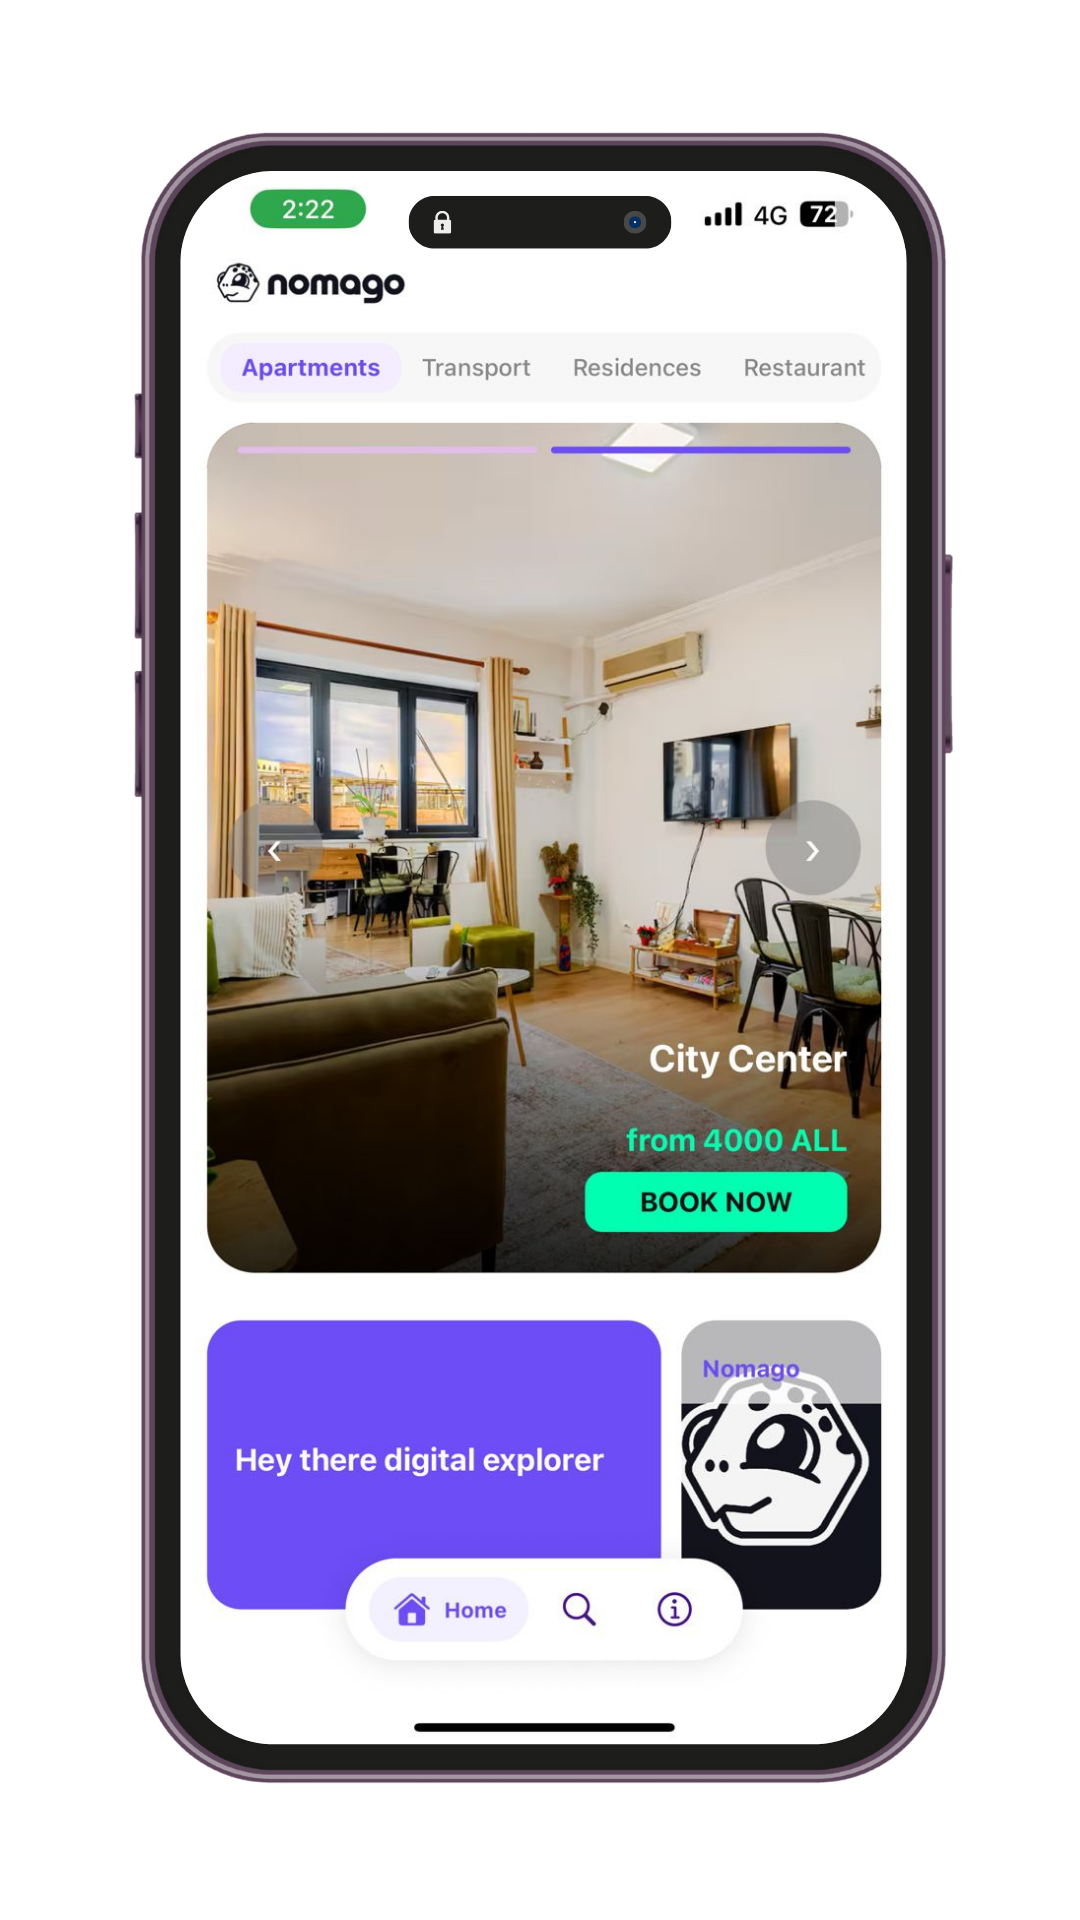 2:22
4G
72
nomago
Apartments Transport Residences Restaurant
City Center
from 4000 ALL
BOOK NOW
Nomago
Hey there digital explorer
Home